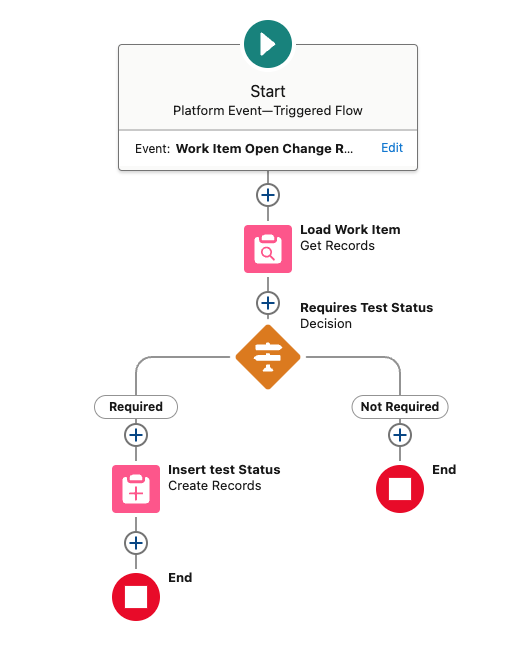 Start
Platform Event—Triggered Flow
Event: Work Item Open Change R... Edit
Load Work Item
Get Records
Requires Test Status
Decision
Required
Not Required
Insert test Status
Create Records
End
End